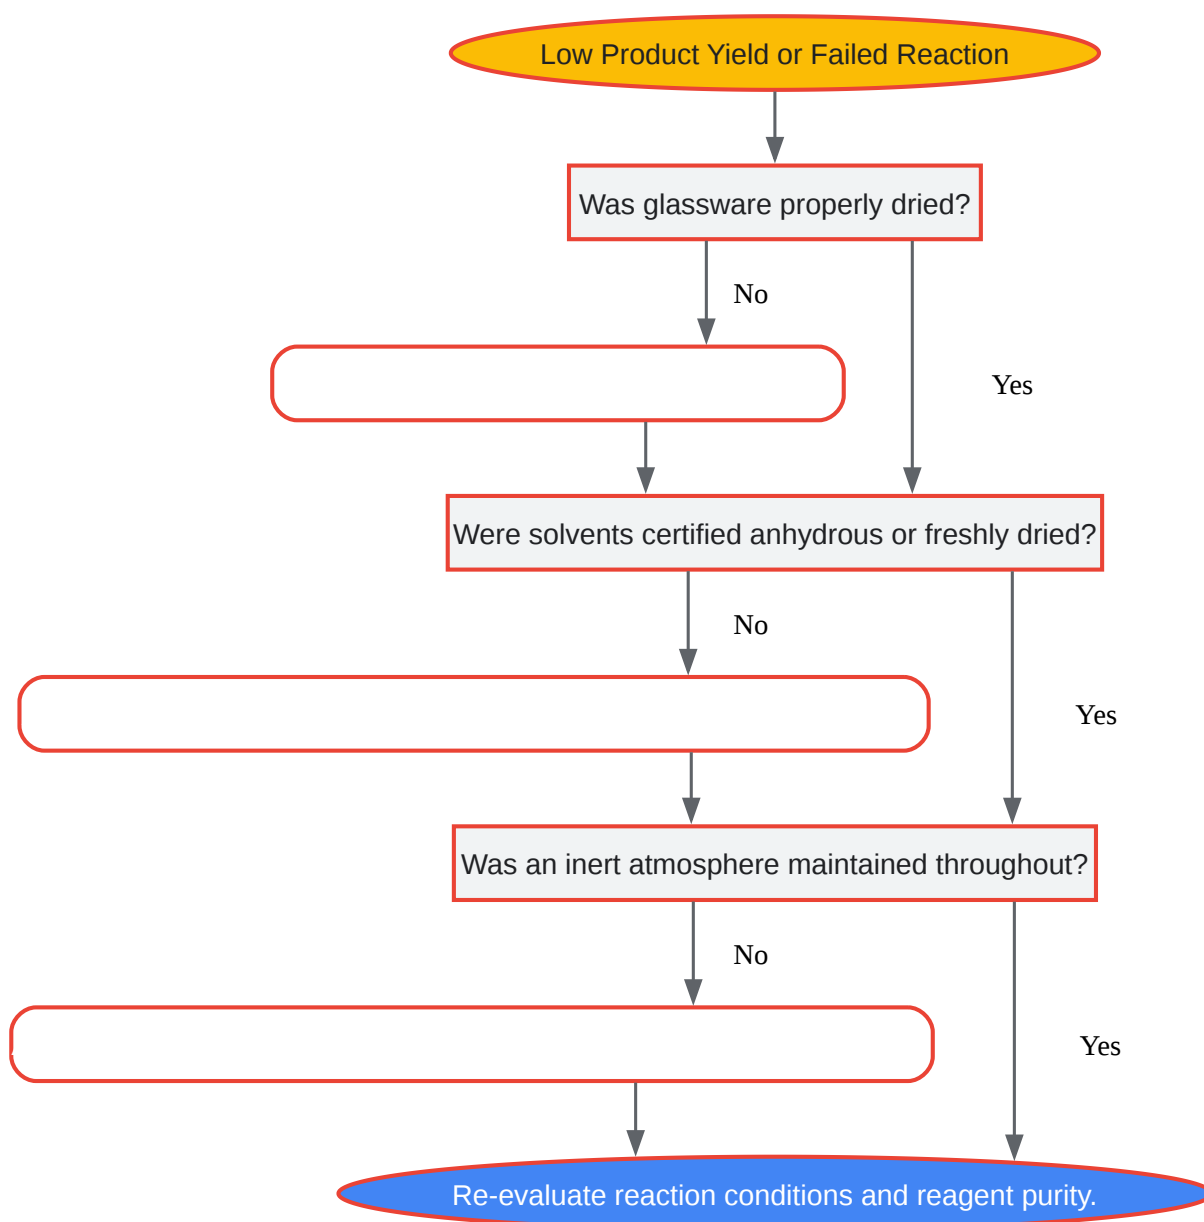 Low Product Yield or Failed Reaction
Was glassware properly dried?
No
Yes
Were solvents certified anhydrous or freshly dried?
No
Yes
Was an inert atmosphere maintained throughout?
No
Yes
Re-evaluate reaction conditions and reagent purity.